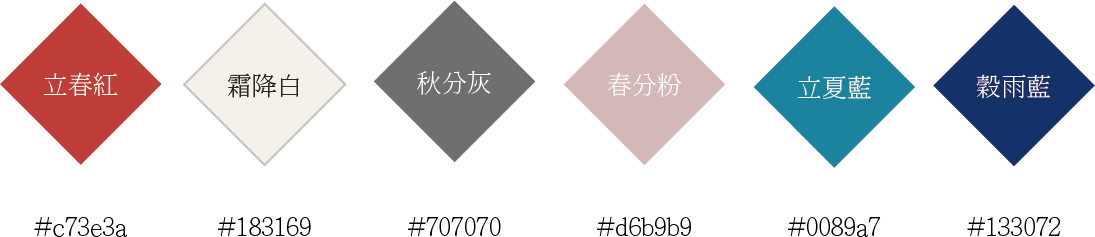 立春紅
霜降白
秋分灰
春分粉
立夏藍
穀雨藍
#c73e3a
#183169
#707070
#d6b9b9
#0089a7
#133072